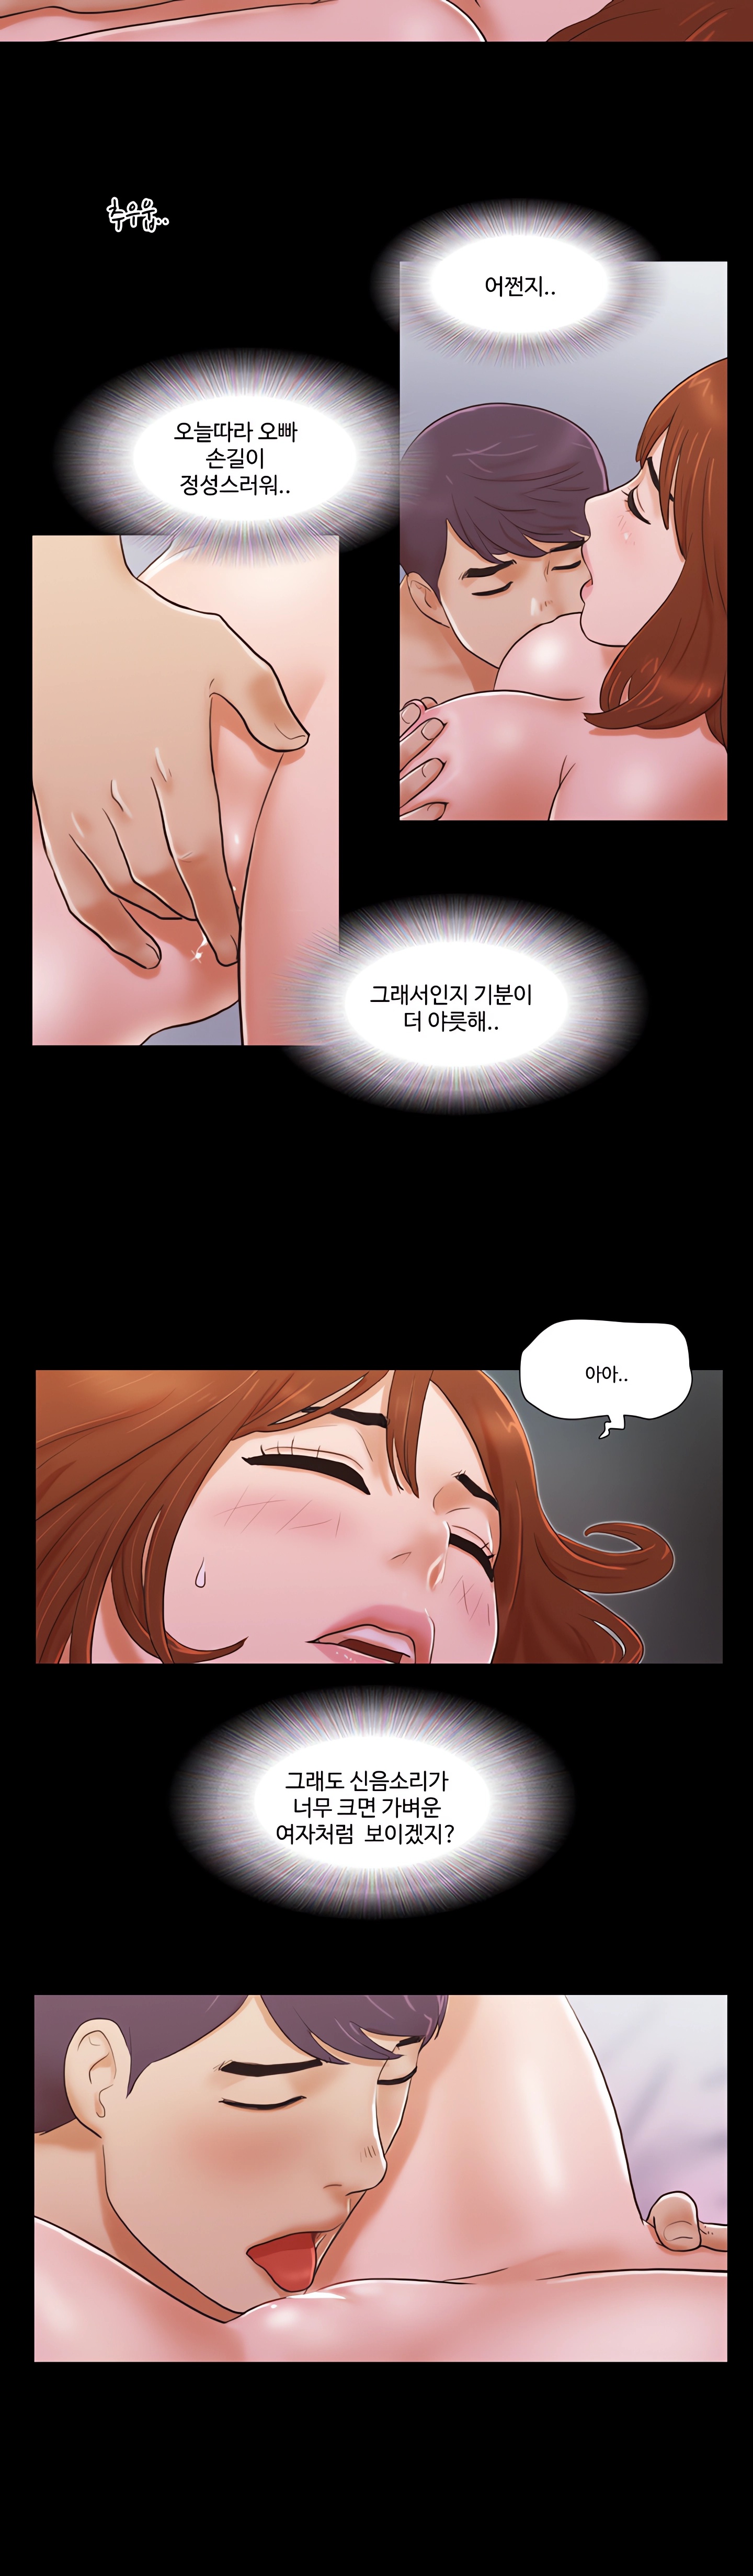 추우웁..
어쩐지..
오늘따라 오빠
손길이
정성스러워..
그래서인지 기분이
더 야릇해..
아아..
그래도 신음소리가
너무 크면 가벼운
여자처럼 보이겠지?